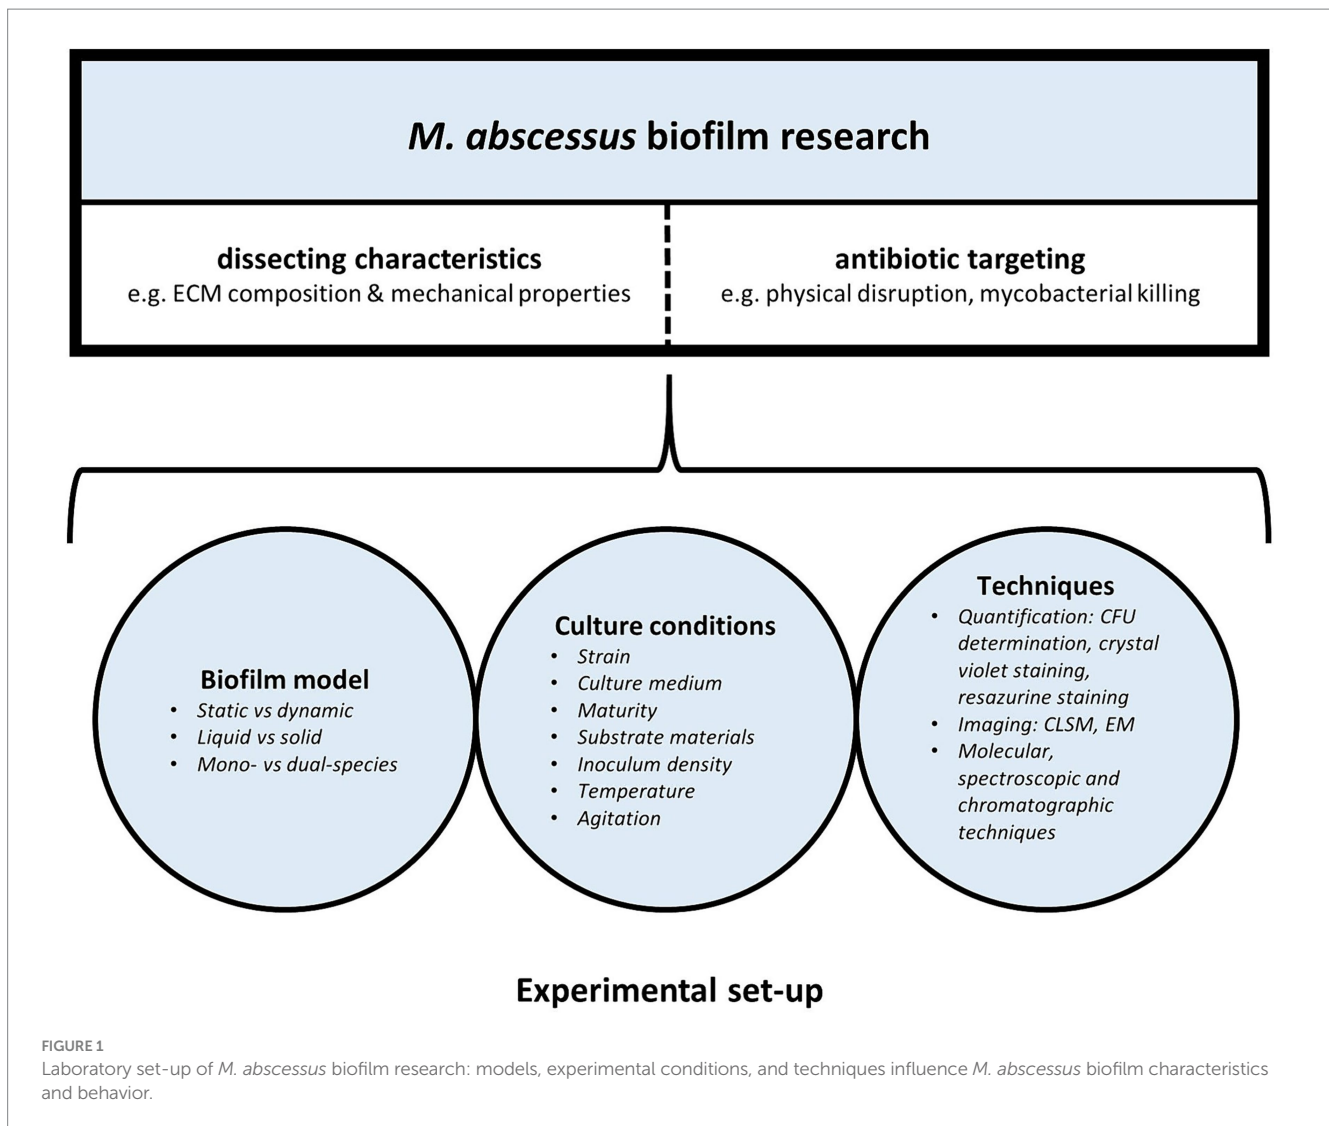 M. abscessus biofilm research
dissecting characteristics
e.g. ECM composition & mechanical properties
antibiotic targeting
e.g. physical disruption, mycobacterial killing
Biofilm model
• Static vs dynamic
• Liquid vs solid
• Mono- vs dual-species
Culture conditions
• Strain
• Culture medium
• Maturity
• Substrate materials
• Inoculum density
• Temperature
• Agitation
Techniques
• Quantification: CFU
determination, crystal
violet staining,
resazurine staining
• Imaging: CLSM, EM
• Molecular,
spectroscopic and
chromatographic
techniques
Experimental set-up
FIGURE 1
Laboratory set-up of M. abscessus biofilm research: models, experimental conditions, and techniques influence M. abscessus biofilm characteristics
and behavior.